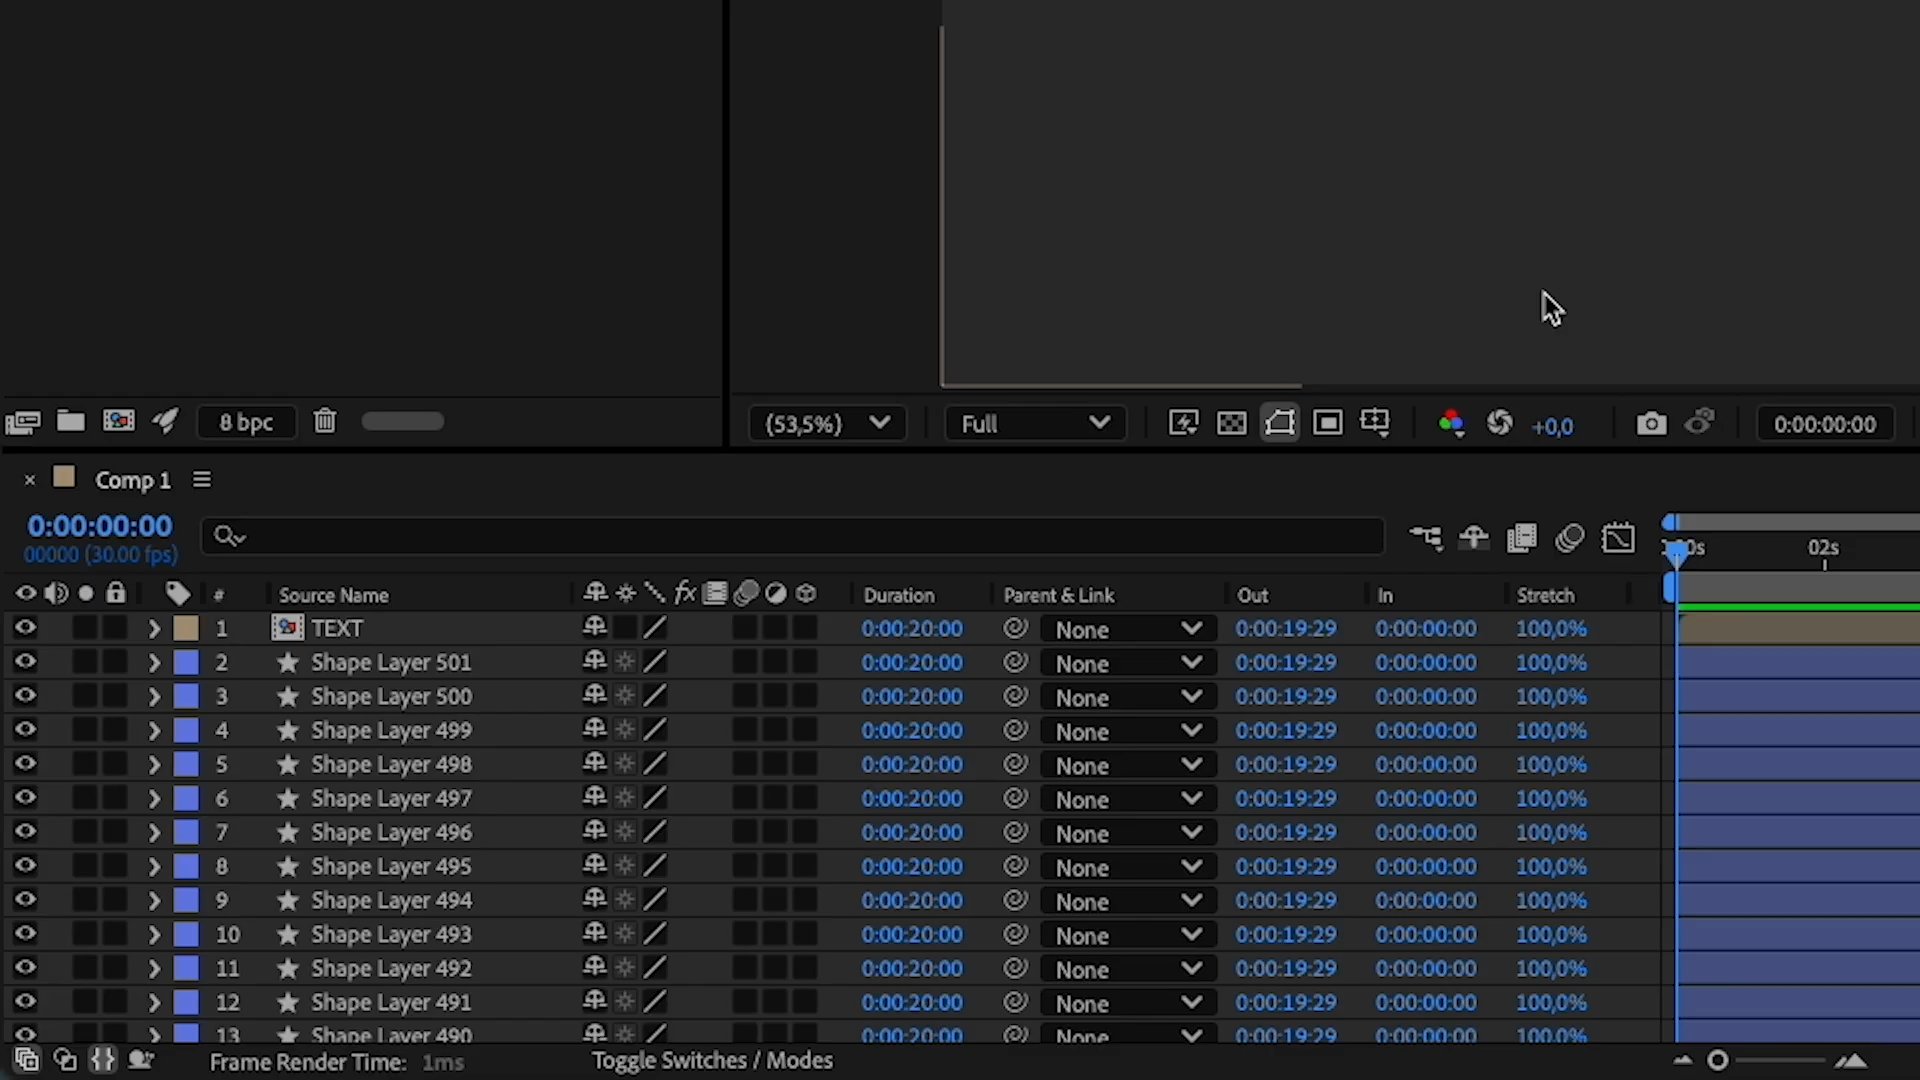 8 bpc
(53,5%) Full +0,0 0:00:00:00
× Comp 1
0:00:00:00
00000 (30.00 fps)
02s
# Source Name fx Duration Parent & Link Out In Stretch
1 TEXT 0:00:20:00 None 0:00:19:29 0:00:00:00 100,0%
2 Shape Layer 501 0:00:20:00 None 0:00:19:29 0:00:00:00 100,0%
3 Shape Layer 500 0:00:20:00 None 0:00:19:29 0:00:00:00 100,0%
4 Shape Layer 499 0:00:20:00 None 0:00:19:29 0:00:00:00 100,0%
5 Shape Layer 498 0:00:20:00 None 0:00:19:29 0:00:00:00 100,0%
6 Shape Layer 497 0:00:20:00 None 0:00:19:29 0:00:00:00 100,0%
7 Shape Layer 496 0:00:20:00 None 0:00:19:29 0:00:00:00 100,0%
8 Shape Layer 495 0:00:20:00 None 0:00:19:29 0:00:00:00 100,0%
9 Shape Layer 494 0:00:20:00 None 0:00:19:29 0:00:00:00 100,0%
10 Shape Layer 493 0:00:20:00 None 0:00:19:29 0:00:00:00 100,0%
11 Shape Layer 492 0:00:20:00 None 0:00:19:29 0:00:00:00 100,0%
12 Shape Layer 491 0:00:20:00 None 0:00:19:29 0:00:00:00 100,0%
13 Shape Layer 490 0:00:20:00 None 0:00:19:29 0:00:00:00 100,0%
Frame Render Time: 1ms Toggle Switches / Modes